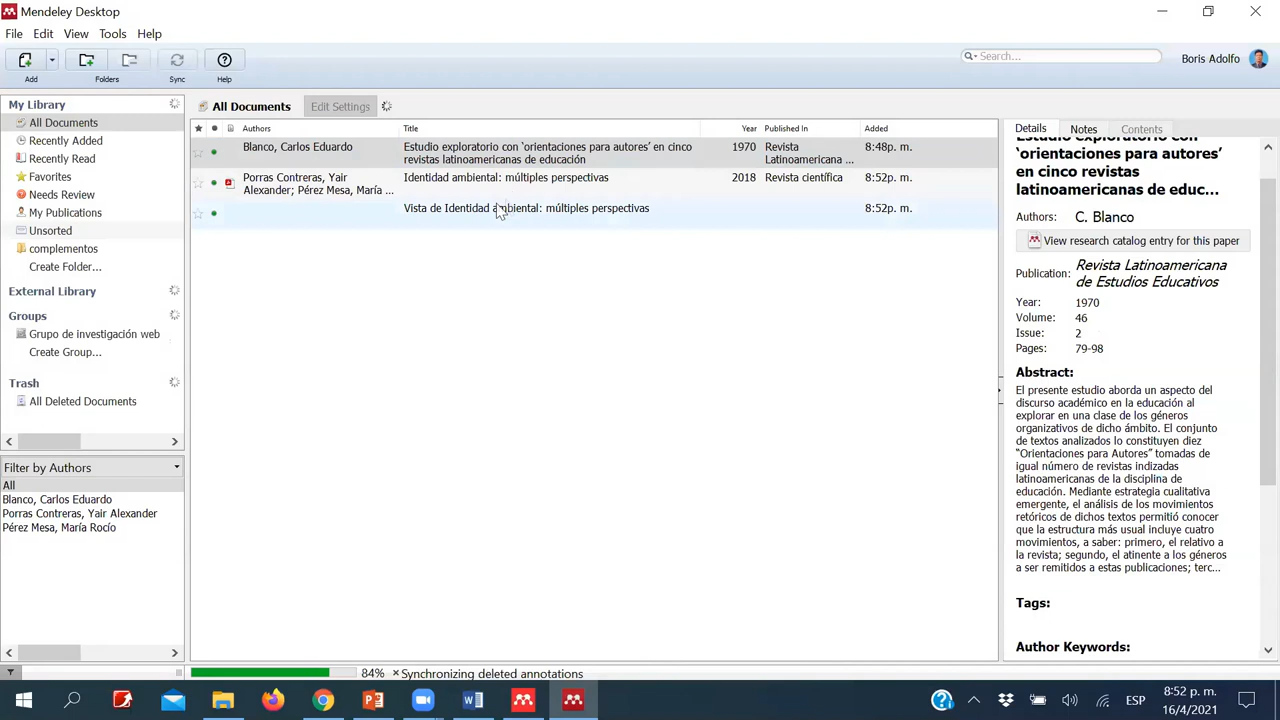 Mendeley Desktop
File Edit View Tools Help
Add Folders Sync Help
Search...
Boris Adolfo
My Library
All Documents
Recently Added
Recently Read
Favorites
Needs Review
My Publications
Unsorted
complementos
Create Folder...
External Library
Groups
Grupo de investigación web
Create Group...
Trash
All Deleted Documents
Filter by Authors
All
Blanco, Carlos Eduardo
Porras Contreras, Yair Alexander
Pérez Mesa, María Rocío
All Documents Edit Settings
Authors Title Year Published In Added
Blanco, Carlos Eduardo Estudio exploratorio con ‘orientaciones para autores’ en cinco 1970 Revista 8:48p. m.
revistas latinoamericanas de educación Latinoamericana ...
Porras Contreras, Yair Identidad ambiental: múltiples perspectivas 2018 Revista científica 8:52p. m.
Alexander; Pérez Mesa, María ...
Vista de Identidad ambiental: múltiples perspectivas 8:52p. m.
Details Notes Contents
Estudio exploratorio con
‘orientaciones para autores’
en cinco revistas
latinoamericanas de educ...
Authors: C. Blanco
View research catalog entry for this paper
Publication: Revista Latinoamericana
de Estudios Educativos
Year: 1970
Volume: 46
Issue: 2
Pages: 79-98
Abstract:
El presente estudio aborda un aspecto del
discurso académico en la educación al
explorar en una clase de los géneros
organizativos de dicho ámbito. El conjunto
de textos analizados lo constituyen diez
“Orientaciones para Autores” tomadas de
igual número de revistas indizadas
latinoamericanas de la disciplina de
educación. Mediante estrategia cualitativa
emergente, el análisis de los movimientos
retóricos de dichos textos permitió conocer
que la estructura más usual incluye cuatro
movimientos, a saber: primero, el relativo a
la revista; segundo, el atinente a los géneros
a ser remitidos a estas publicaciones; terc...
Tags:
Author Keywords:
84% Synchronizing deleted annotations
ESP
8:52 p. m.
16/4/2021